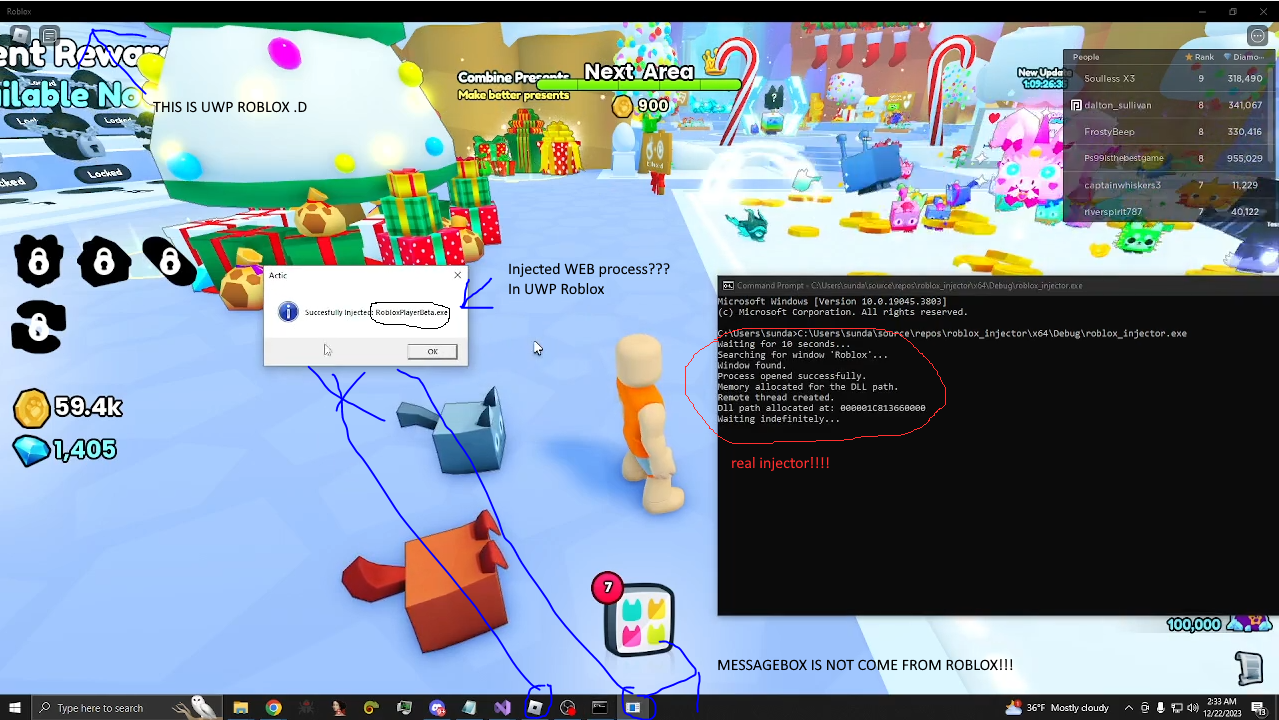 Roblox
ent Rewar
ilable No
Locked
Locked
Locked
THIS IS UWP ROBLOX .D
Combine Presents
Make better presents
Next Area
900
?
New Update
1:09:26:35
People Rank Diamo...
Soulless X3 9 318,490
dalton_sullivan 8 341,067
FrostyBeep 8 330,416
Ps99isthebestgame 8 955,029
captainwhiskers3 7 11,229
riverspirit787 7 40,122
Actic
Succesfully Injected: RobloxPlayerBeta.exe
OK
Injected WEB process???
In UWP Roblox
Command Prompt - C:\Users\sunda\source\repos\roblox_injector\x64\Debug\roblox_injector.exe
Microsoft Windows [Version 10.0.19045.3803]
(c) Microsoft Corporation. All rights reserved.
C:\Users\sunda>C:\Users\sunda\source\repos\roblox_injector\x64\Debug\roblox_injector.exe
Waiting for 10 seconds...
Searching for window 'Roblox'...
Window found.
Process opened successfully.
Memory allocated for the DLL path.
Remote thread created.
Dll path allocated at: 000001C813660000
Waiting indefinitely...
real injector!!!!
59.4k
1,405
7
100,000
MESSAGEBOX IS NOT COME FROM ROBLOX!!!
Type here to search
36°F Mostly cloudy
2:33 AM
12/22/2023